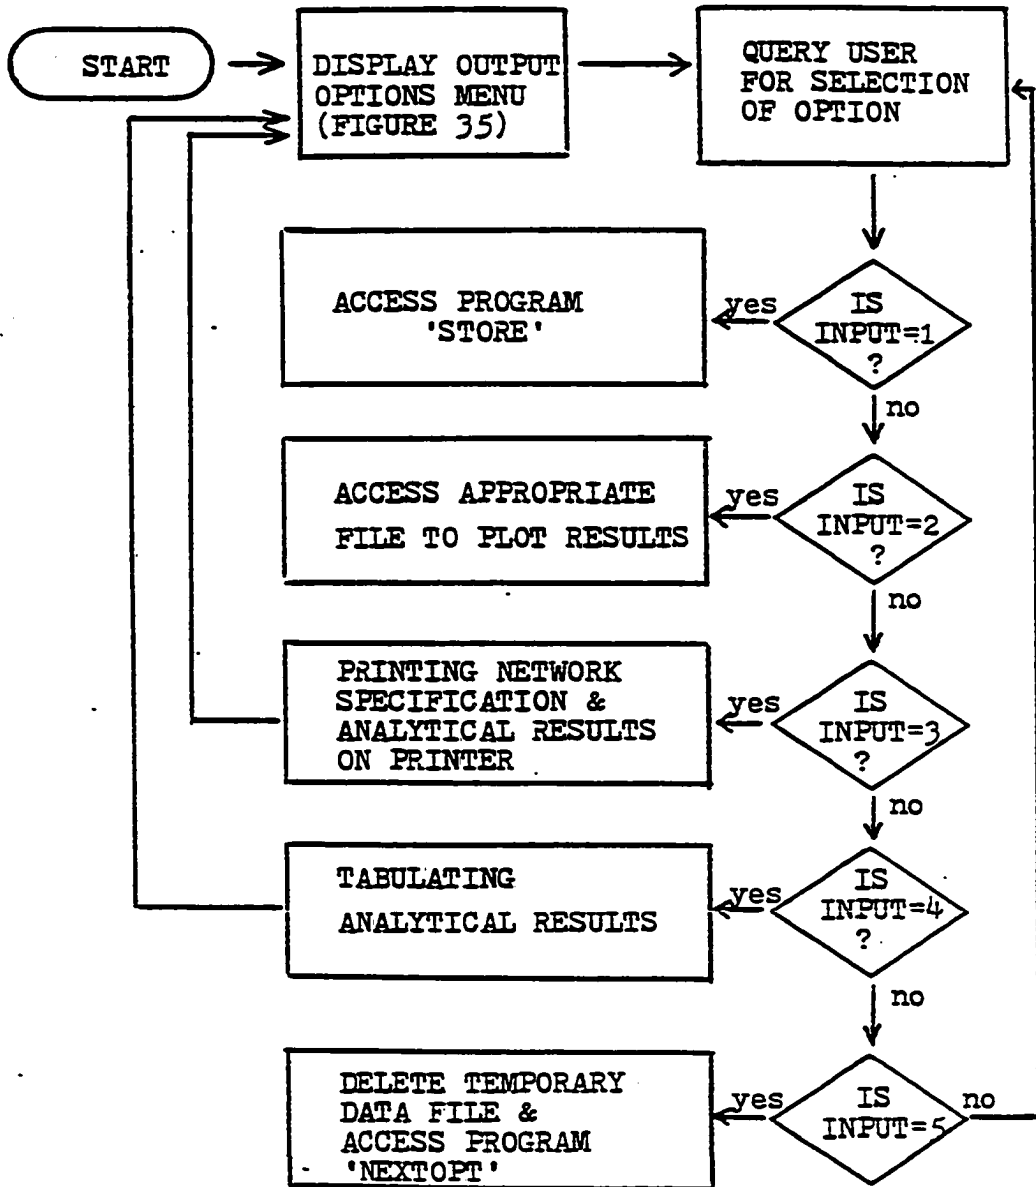 START
DISPLAY OUTPUT
OPTIONS MENU
(FIGURE 35)
QUERY USER
FOR SELECTION
OF OPTION
ACCESS PROGRAM
'STORE'
yes
IS
INPUT=1
?
no
ACCESS APPROPRIATE
FILE TO PLOT RESULTS
yes
IS
INPUT=2
?
no
PRINTING NETWORK
SPECIFICATION &
ANALYTICAL RESULTS
ON PRINTER
yes
IS
INPUT=3
?
no
TABULATING
ANALYTICAL RESULTS
yes
IS
INPUT=4
?
no
DELETE TEMPORARY
DATA FILE &
ACCESS PROGRAM
'NEXTOPT'
yes
IS
INPUT=5
no